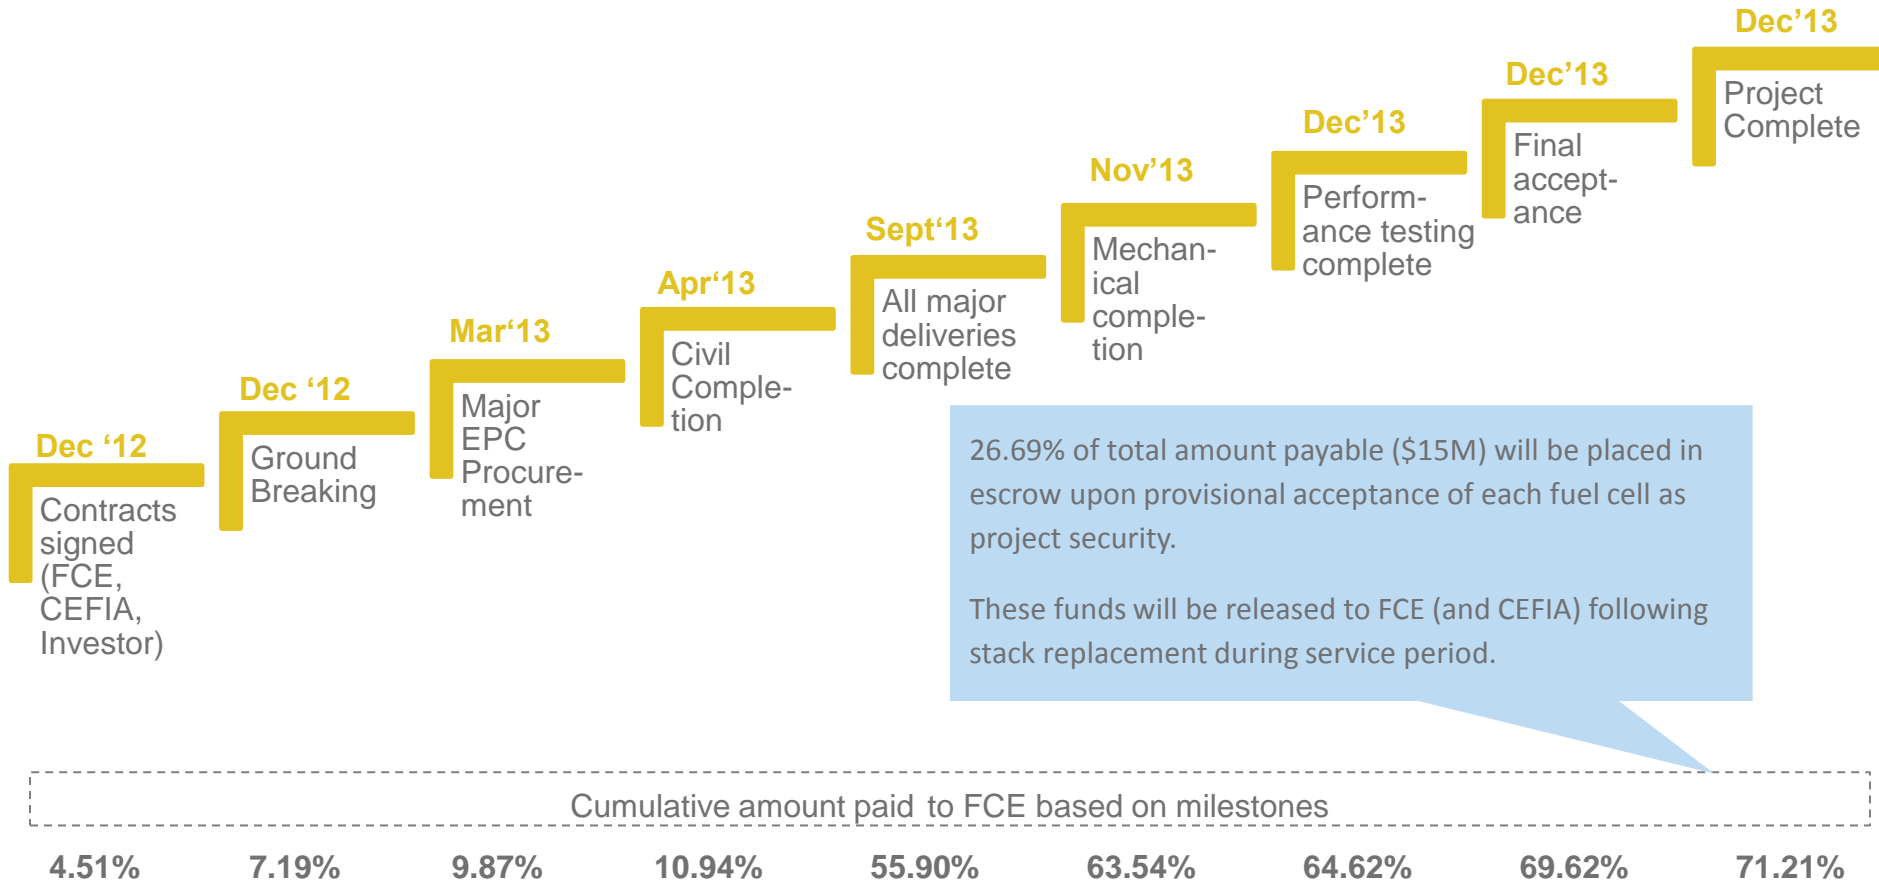 Dec ‘12
Contracts
signed
(FCE,
CEFIA,
Investor)
Dec ‘12
Ground
Breaking
Mar‘13
Major
EPC
Procure-
ment
Apr‘13
Civil
Comple-
tion
Sept‘13
All major
deliveries
complete
Nov’13
Mechan-
ical
comple-
tion
Dec’13
Perform-
ance testing
complete
Dec’13
Final
accept-
ance
Dec’13
Project
Complete
26.69% of total amount payable ($15M) will be placed in
escrow upon provisional acceptance of each fuel cell as
project security.
These funds will be released to FCE (and CEFIA) following
stack replacement during service period.
Cumulative amount paid to FCE based on milestones
4.51% 7.19% 9.87% 10.94% 55.90% 63.54% 64.62% 69.62% 71.21%